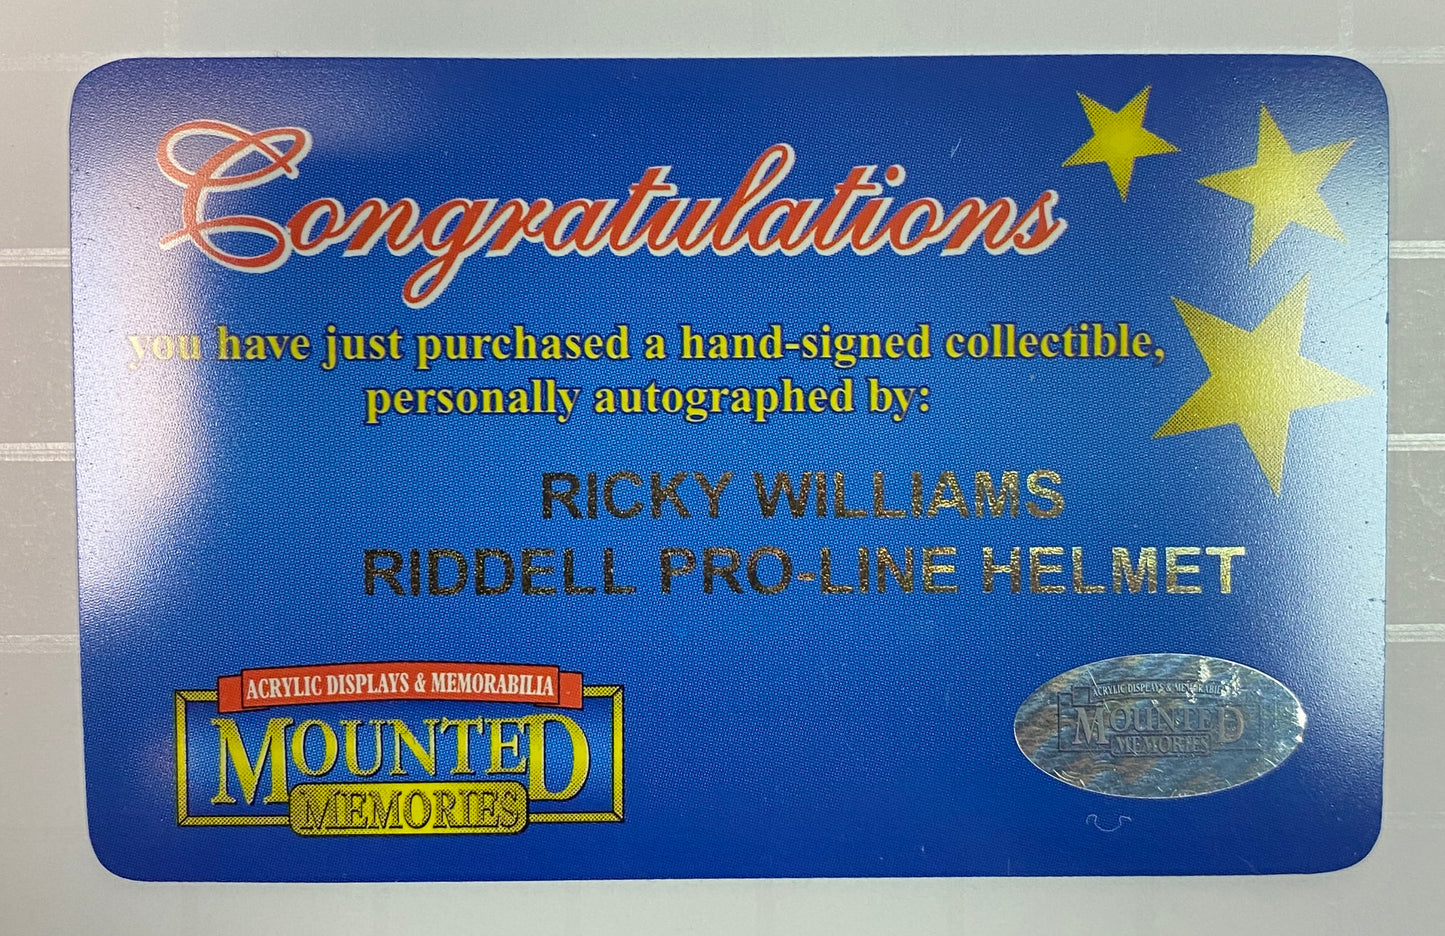 Congratulations
you have just purchased a hand-signed collectible,
personally autographed by:
RICKY WILLIAMS
RIDDELL PRO-LINE HELMET
ACRYLIC DISPLAYS & MEMORABILIA
MOUNTED
MEMORIES
ACRYLIC DISPLAYS & MEMORABILIA
MOUNTED
MEMORIES